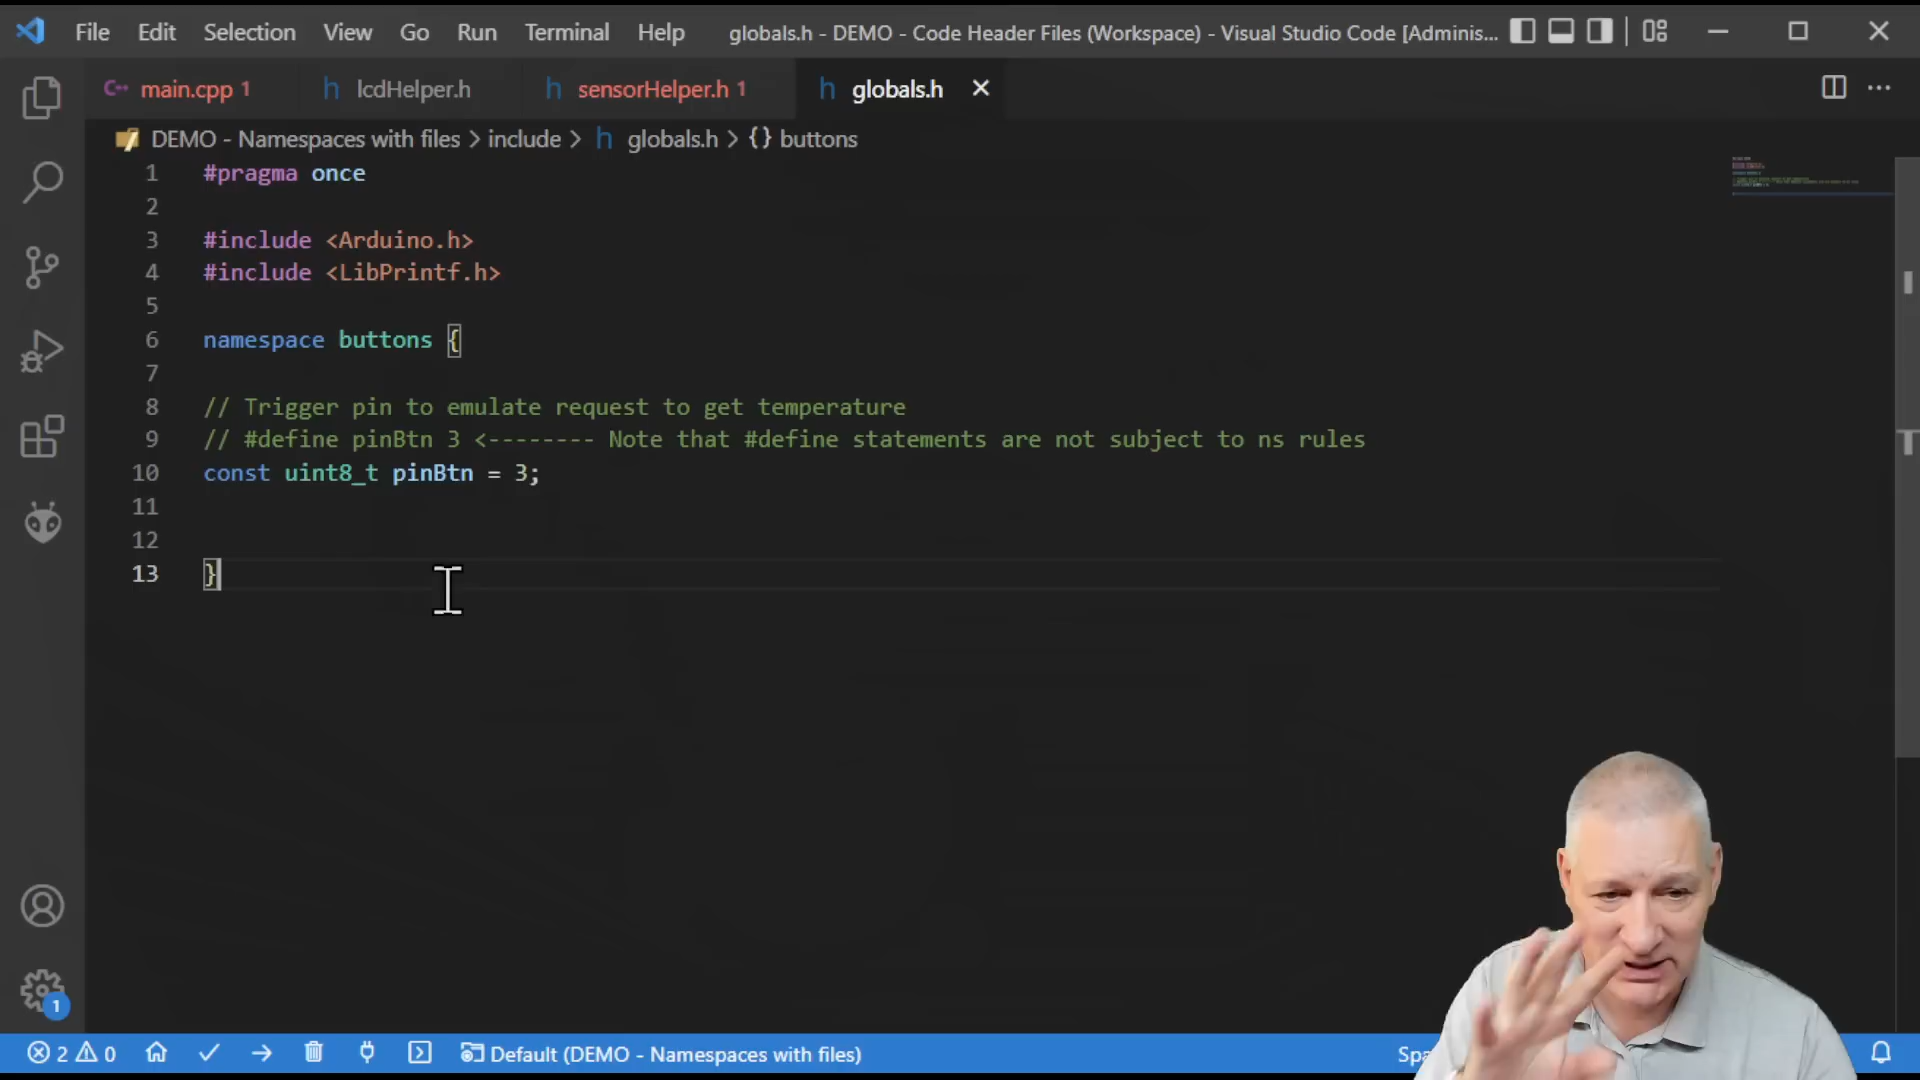 File Edit Selection View Go Run Terminal Help globals.h - DEMO - Code Header Files (Workspace) - Visual Studio Code [Adminis...
main.cpp 1 lcdHelper.h sensorHelper.h 1 globals.h
DEMO - Namespaces with files > include > globals.h > {} buttons
1 #pragma once
2
3 #include <Arduino.h>
4 #include <LibPrintf.h>
5
6 namespace buttons {
7
8 // Trigger pin to emulate request to get temperature
9 // #define pinBtn 3 <-------- Note that #define statements are not subject to ns rules
10 const uint8_t pinBtn = 3;
11
12
13 }
1
2 0 Default (DEMO - Namespaces with files)